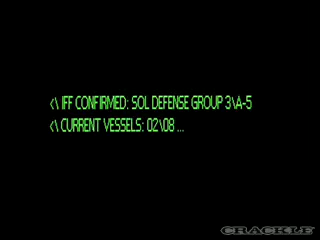 <\ IFF CONFIRMED: SOL DEFENSE GROUP 3\A-5
<\ CURRENT VESSELS: 02\08 ...
CRACKLE